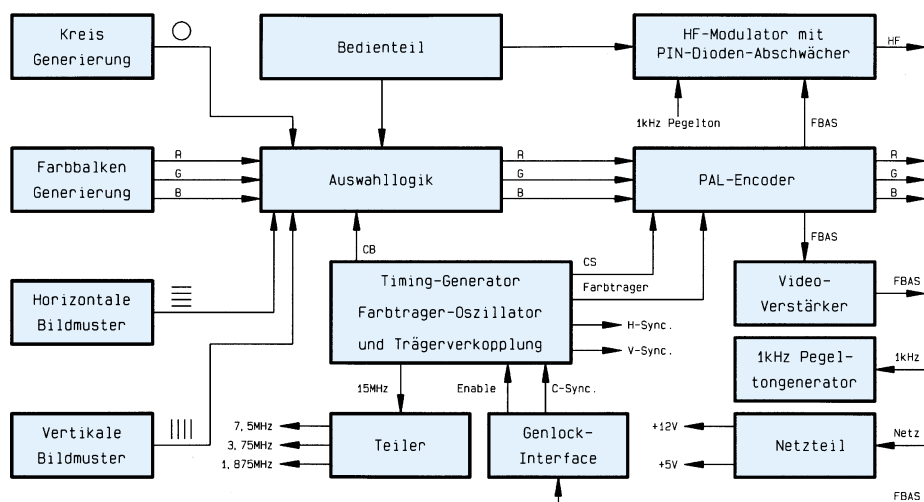 Kreis
Generierung
Bedienteil
HF-Modulator mit
PIN-Dioden-Abschwächer
HF
1kHz Pegelton
FBAS
Farbbalken
Generierung
R
G
B
Auswahllogik
R
G
B
PAL-Encoder
R
G
B
CB
CS
Farbtrager
FBAS
Horizontale
Bildmuster
Timing-Generator
Farbtrager-Oszillator
und Trägerverkopplung
H-Sync.
V-Sync.
Video-
Verstärker
FBAS
1kHz Pegel-
tongenerator
1kHz
15MHz
Enable
C-Sync.
Vertikale
Bildmuster
7,5MHz
3,75MHz
1,875MHz
Teiler
Genlock-
Interface
+12V
+5V
Netzteil
Netz
FBAS